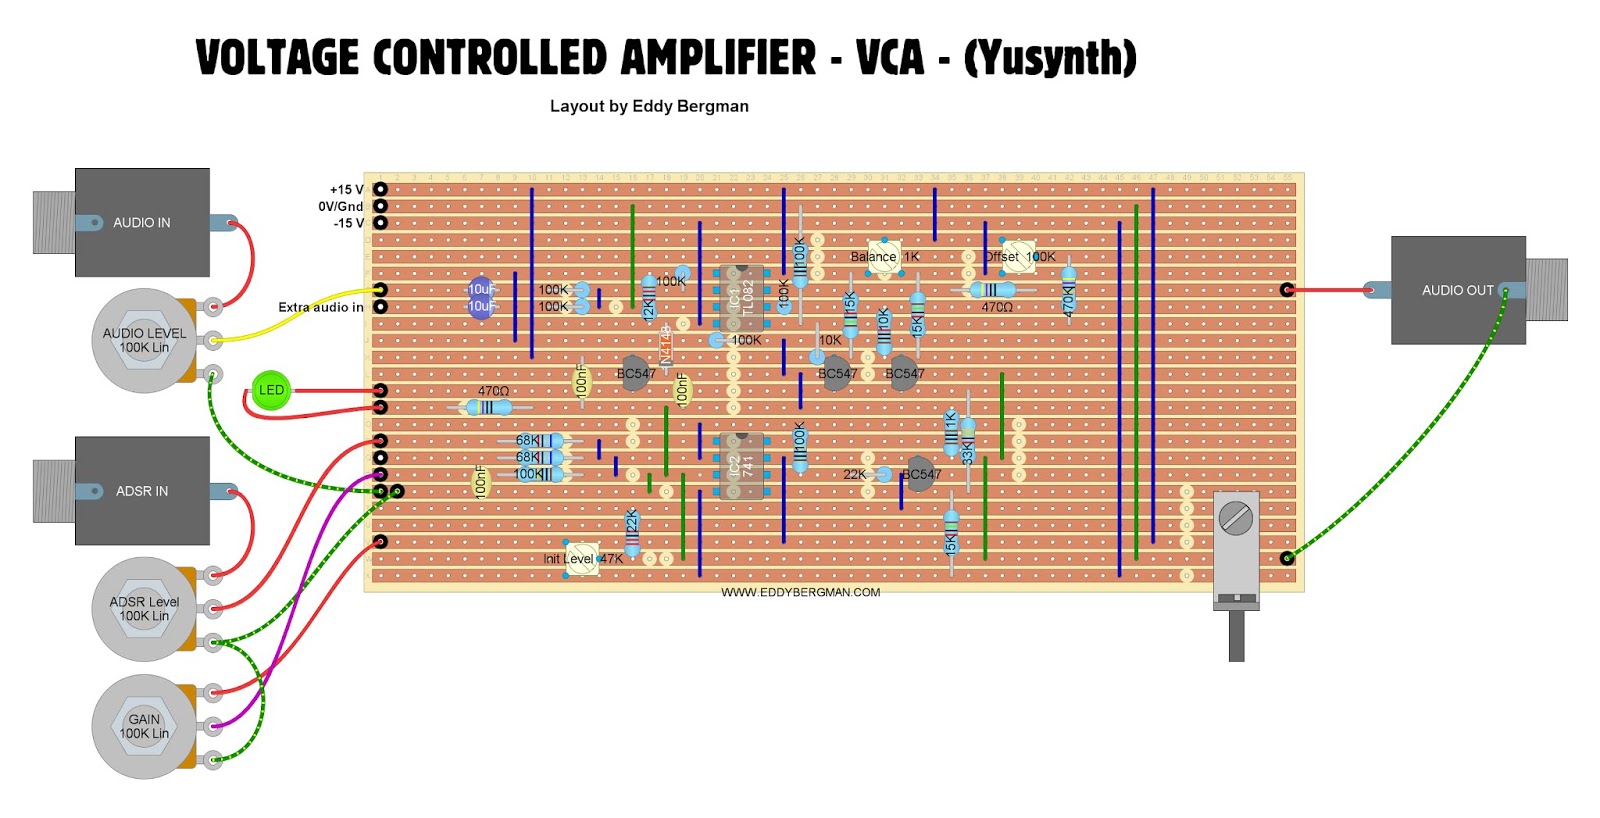 VOLTAGE CONTROLLED AMPLIFIER - VCA - (Yusynth)
Layout by Eddy Bergman
+15 V
0V/Gnd
-15 V
AUDIO IN
AUDIO LEVEL
100K Lin
Extra audio in
LED
ADSR IN
ADSR Level
100K Lin
GAIN
100K Lin
10u
10u
100K
100K
12K
100K
IC1
TL082
100K
100K
100K
Balance 1K
Offset 100K
470Ω
470K
15K
10K
15K
10K
N4148
100nF
BC547
100nF
BC547
BC547
470Ω
68K
68K
100K
100nF
IC2
741
100K
22K
BC547
1K
33K
15K
22K
Init Level 47K
AUDIO OUT
WWW.EDDYBERGMAN.COM